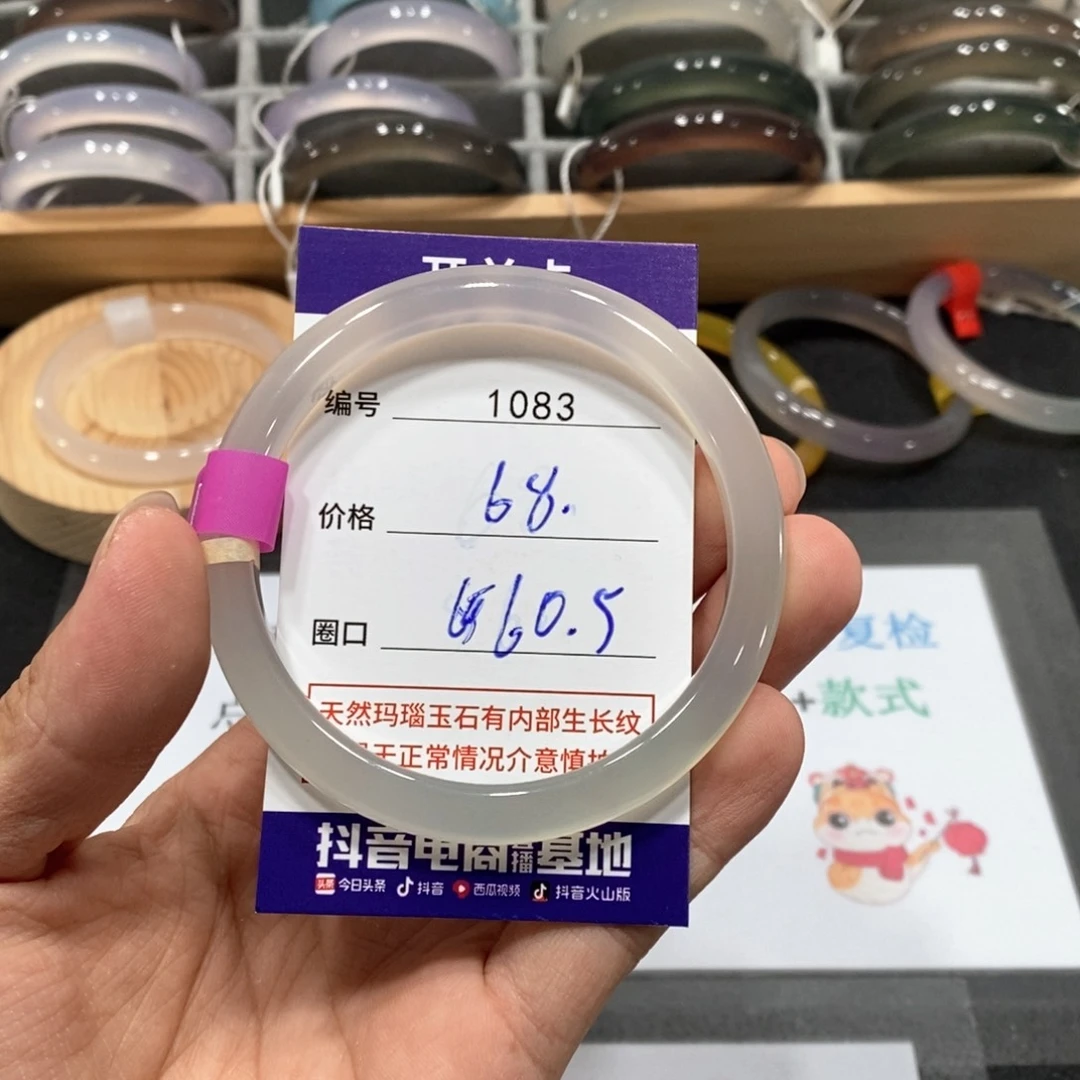 编号 1083
价格 68.
圈口 60.5
天然玛瑙玉石有内部生长纹
正常情况介意慎
抖音电商直播基地
头条 今日头条 抖音 西瓜视频 抖音火山版
复检
+款式